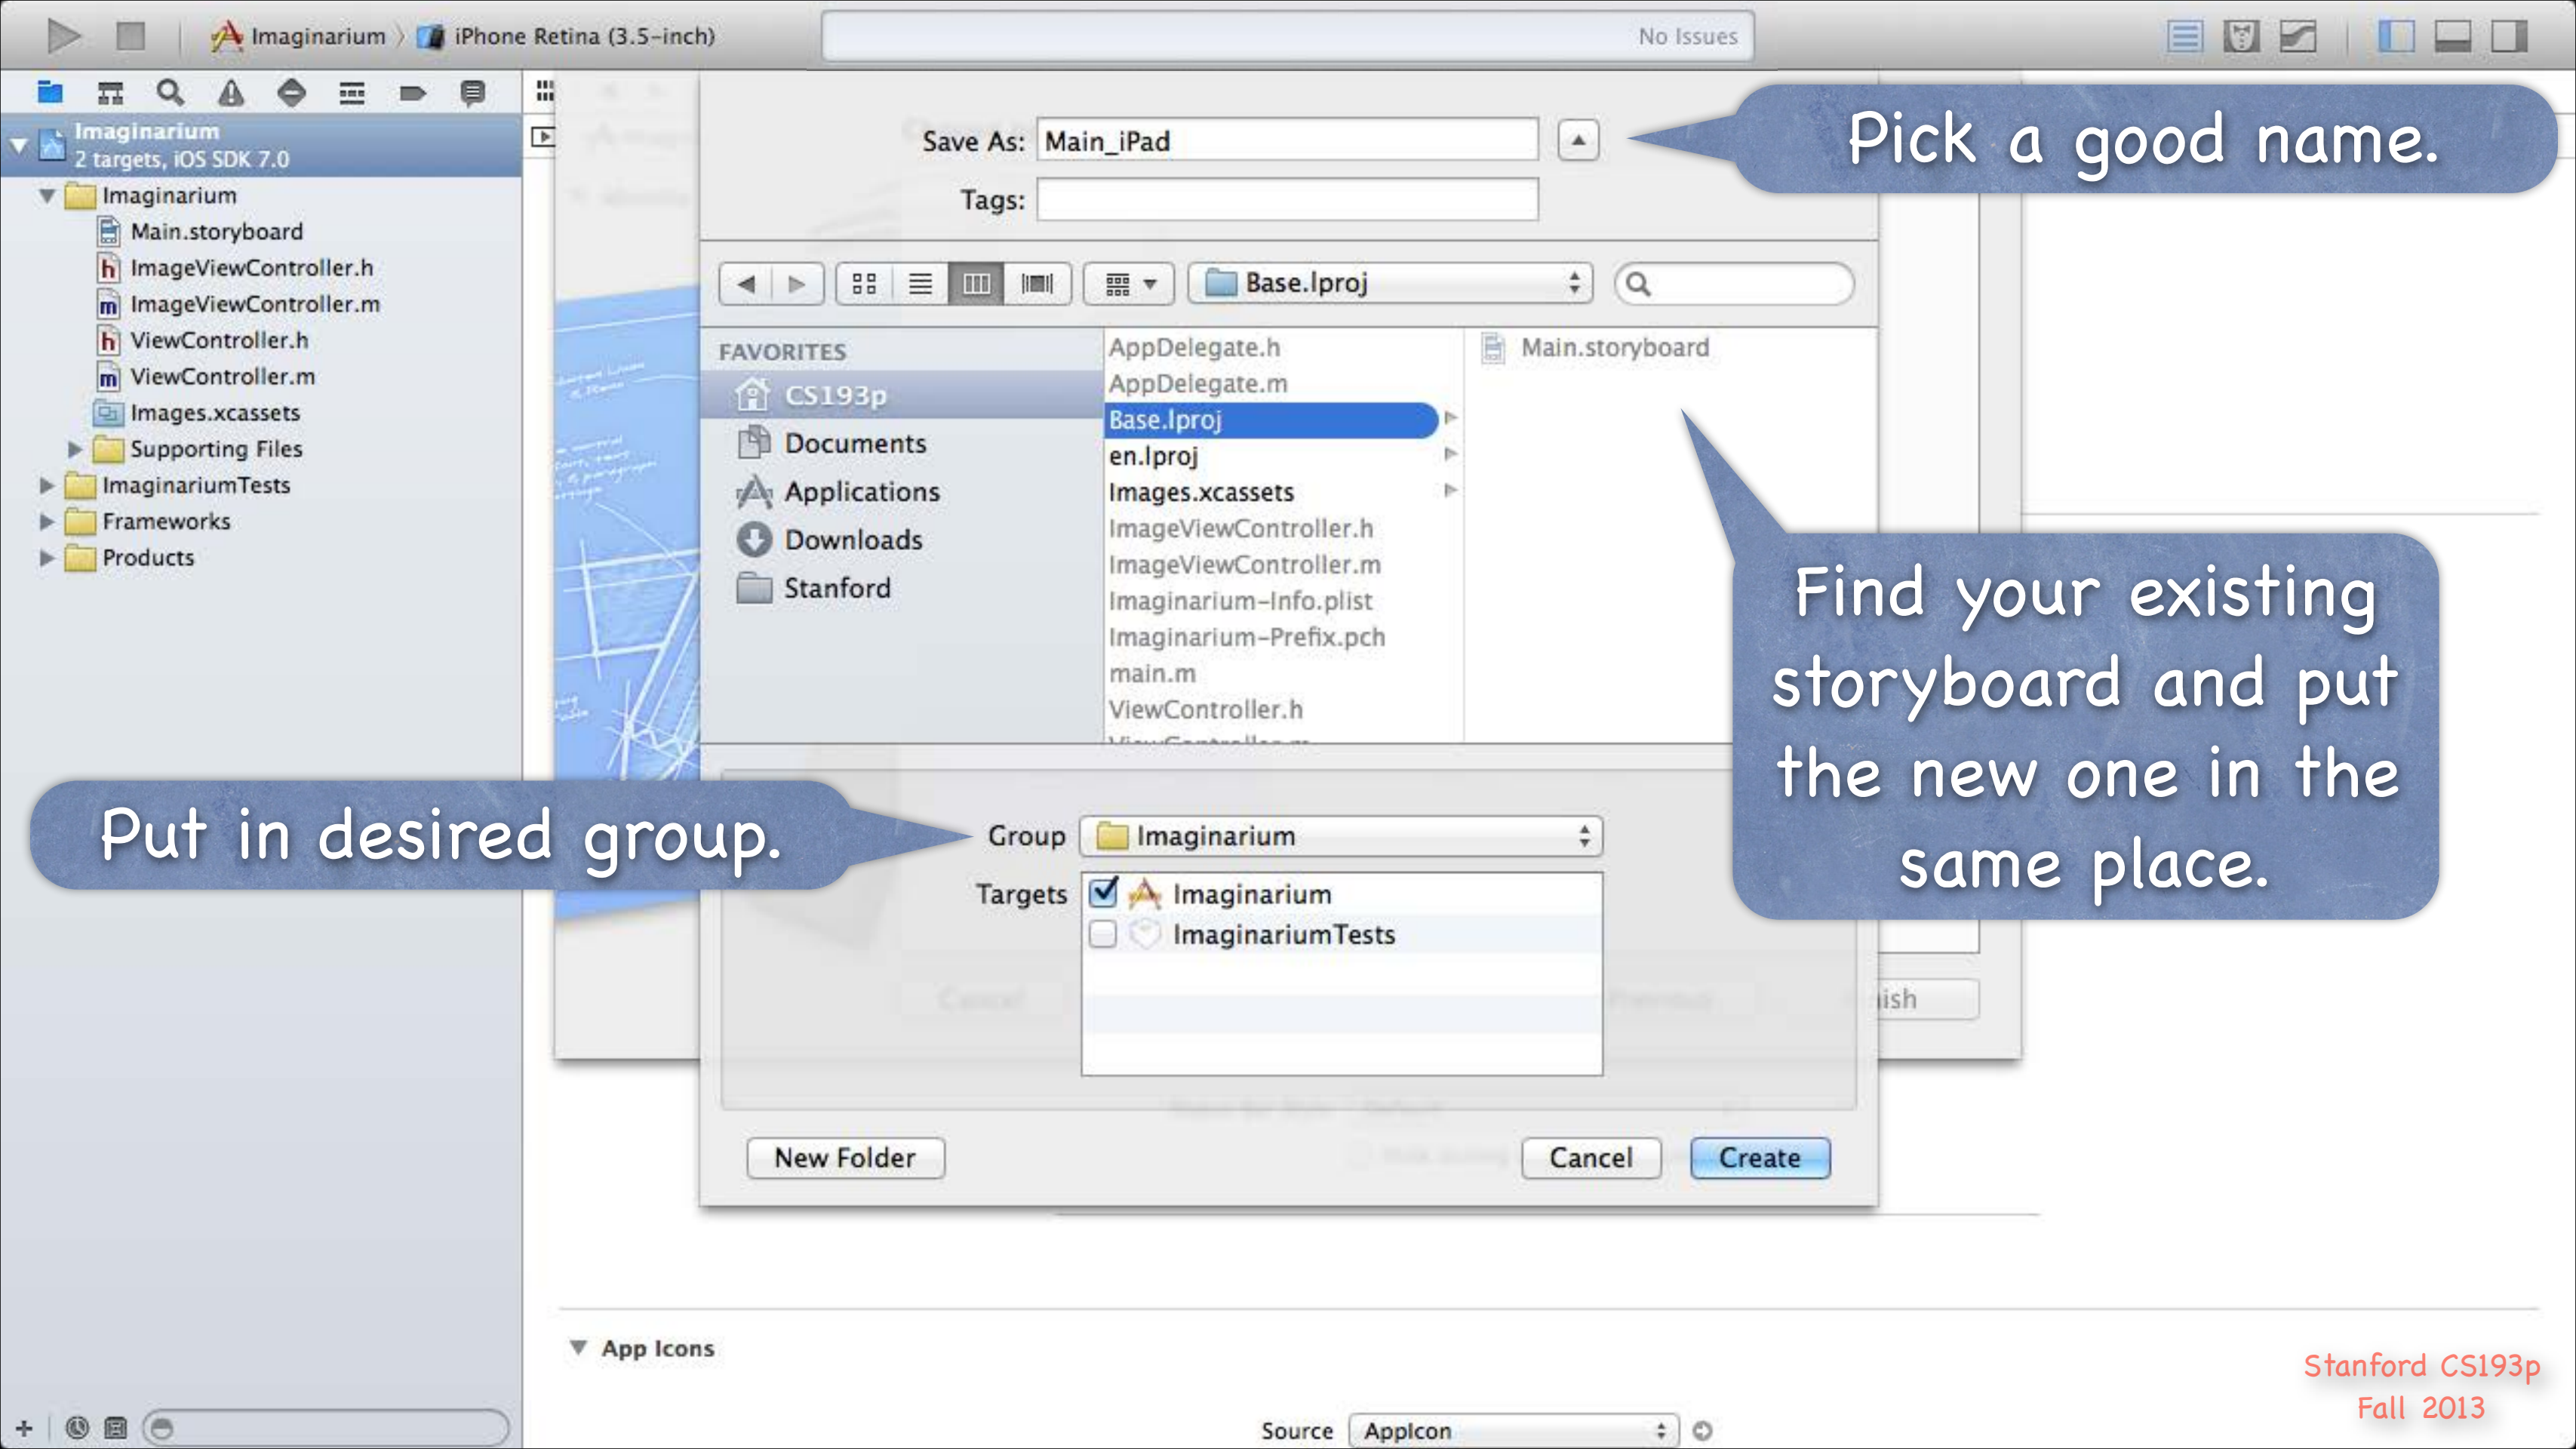 Imaginarium 〉 iPhone Retina (3.5-inch)
No Issues
Imaginarium
2 targets, iOS SDK 7.0
Imaginarium
Main.storyboard
h ImageViewController.h
m ImageViewController.m
h ViewController.h
m ViewController.m
Images.xcassets
Supporting Files
ImaginariumTests
Frameworks
Products
Save As: Main_iPad
Tags:
Pick a good name.
Base.lproj
FAVORITES
CS193p
Documents
Applications
Downloads
Stanford
AppDelegate.h
AppDelegate.m
Base.lproj
en.lproj
Images.xcassets
ImageViewController.h
ImageViewController.m
Imaginarium-Info.plist
Imaginarium-Prefix.pch
main.m
ViewController.h
ViewController.m
Main.storyboard
Find your existing
storyboard and put
the new one in the
same place.
Put in desired group.
Group Imaginarium
Targets Imaginarium
ImaginariumTests
Cancel
ish
New Folder
Cancel
Create
App Icons
Source AppIcon
Stanford CS193p
Fall 2013